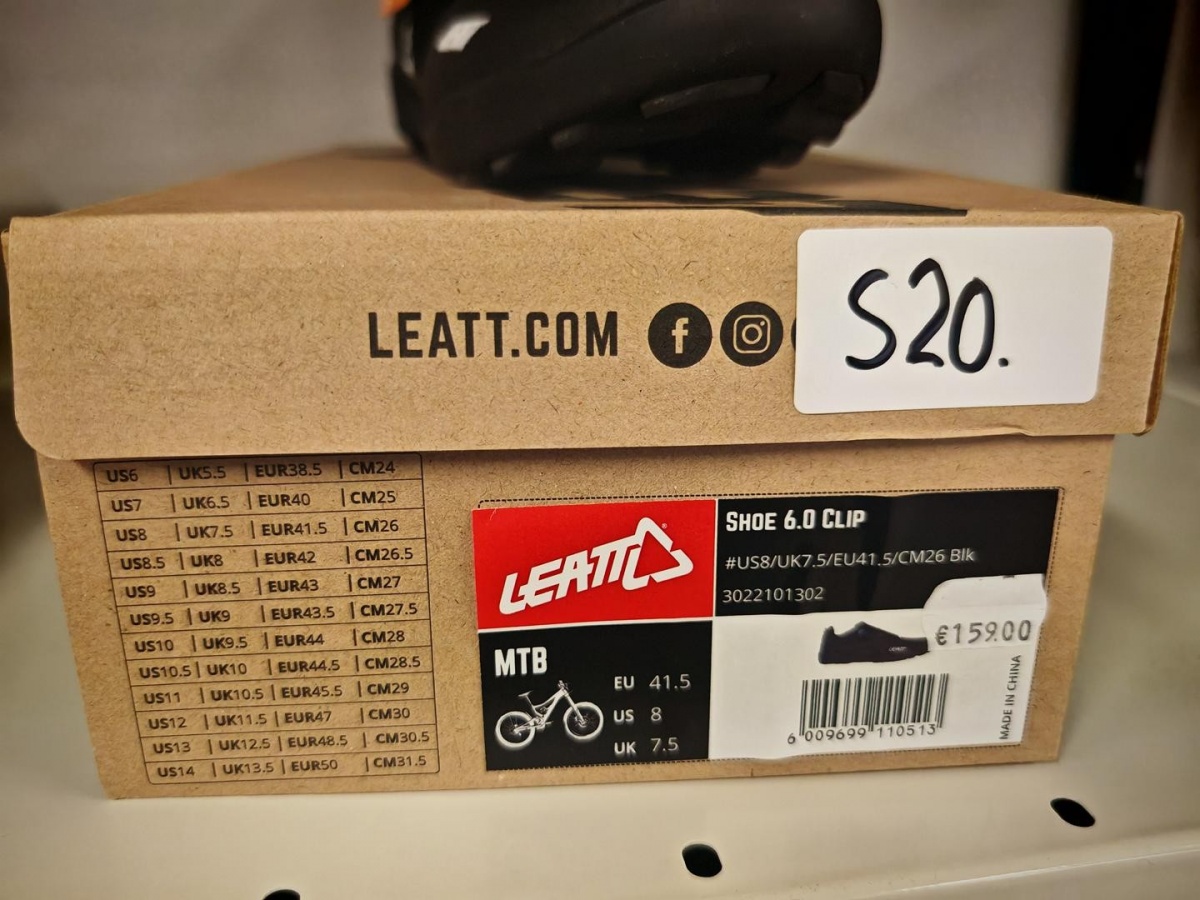 LEATT.COM
S20.
US6 | UK5.5 | EUR38.5 | CM24
US7 | UK6.5 | EUR40 | CM25
US8 | UK7.5 | EUR41.5 | CM26
US8.5 | UK8 | EUR42 | CM26.5
US9 | UK8.5 | EUR43 | CM27
US9.5 | UK9 | EUR43.5 | CM27.5
US10 | UK9.5 | EUR44 | CM28
US10.5 | UK10 | EUR44.5 | CM28.5
US11 | UK10.5 | EUR45.5 | CM29
US12 | UK11.5 | EUR47 | CM30
US13 | UK12.5 | EUR48.5 | CM30.5
US14 | UK13.5 | EUR50 | CM31.5
LEATT
SHOE 6.0 CLIP
#US8/UK7.5/EU41.5/CM26 Blk
3022101302
€159.00
MTB
EU 41.5
US 8
UK 7.5
6 009699 110513
MADE IN CHINA